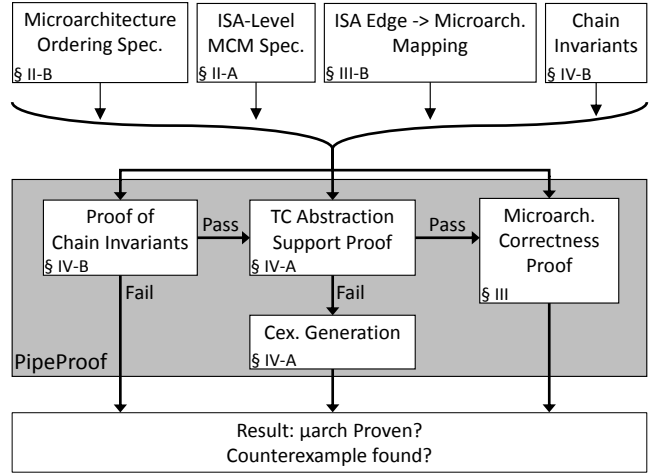 Microarchitecture
Ordering Spec.
§ II-B
ISA-Level
MCM Spec.
§ II-A
ISA Edge -> Microarch.
Mapping
§ III-B
Chain
Invariants
§ IV-B
Proof of
Chain Invariants
§ IV-B
Pass
TC Abstraction
Support Proof
§ IV-A
Pass
Microarch.
Correctness
Proof
§ III
Fail
Fail
Cex. Generation
§ IV-A
PipeProof
Result: µarch Proven?
Counterexample found?